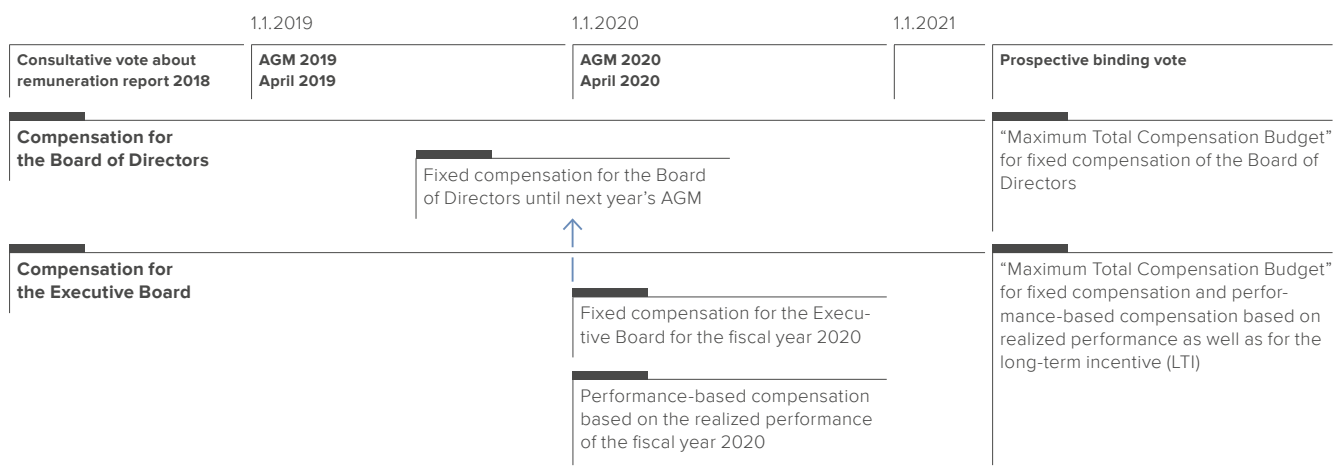 1.1.2019
1.1.2020
1.1.2021
Consultative vote about
remuneration report 2018
AGM 2019
April 2019
AGM 2020
April 2020
Prospective binding vote
Compensation for
the Board of Directors
Fixed compensation for the Board
of Directors until next year’s AGM
“Maximum Total Compensation Budget”
for fixed compensation of the Board of
Directors
Compensation for
the Executive Board
Fixed compensation for the Execu-
tive Board for the fiscal year 2020
Performance-based compensation
based on the realized performance
of the fiscal year 2020
“Maximum Total Compensation Budget”
for fixed compensation and perfor-
mance-based compensation based on
realized performance as well as for the
long-term incentive (LTI)